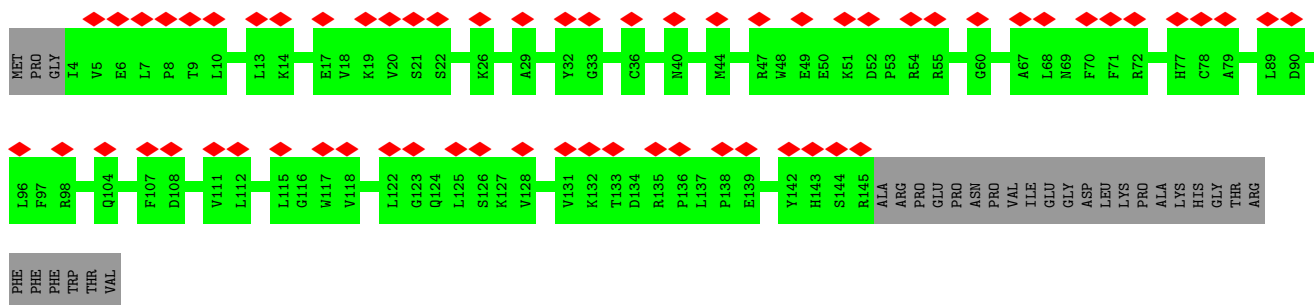 MET PRO GLY I4 V5 E6 L7 P8 T9 L10 L13 K14 E17 V18 K19 V20 S21 S22 K26 A29 Y32 G33 C36 N40 M44 R47 W48 E49 E50 K51 D52 P53 R54 R55 G60 A67 L68 N69 F70 F71 R72 H77 C78 A79 L89 D90
L96 F97 R98 Q104 F107 D108 V111 L112 L115 G116 W117 V118 L122 G123 Q124 L125 S126 K127 V128 V131 K132 T133 D134 R135 P136 L137 P138 E139 Y142 H143 S144 R145 ALA ARG PRO GLU PRO ASN PRO PRO VAL ILE GLU GLY ASP LEU LYS PRO ALA LYS HIS GLY THR ARG
PHE PHE PHE TRP THR VAL